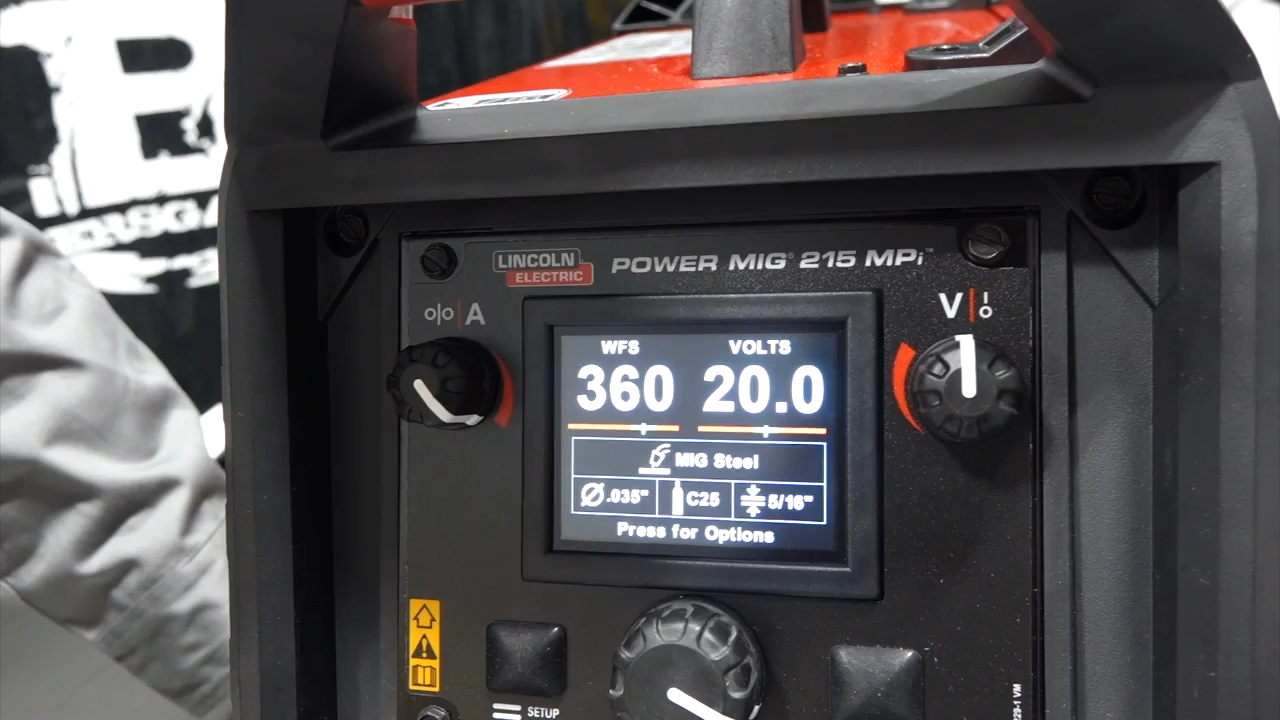 LINCOLN
ELECTRIC
POWER MIG® 215 MPi™
A
V
WFS VOLTS
360 20.0
MIG Steel
.035" C25 5/16"
Press for Options
SETUP